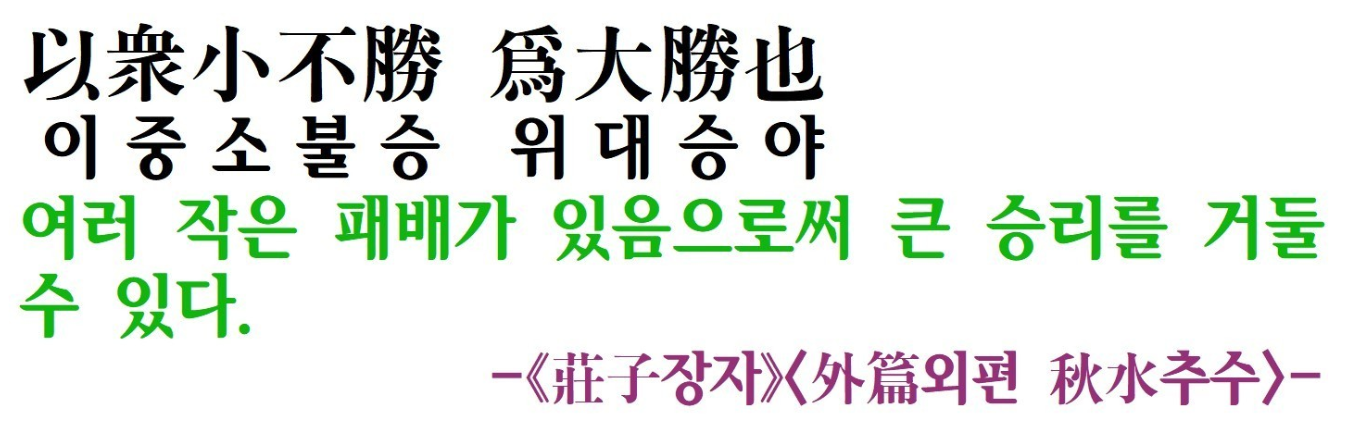 以衆小不勝 爲大勝也
이중소불승 위대승야
여러 작은 패배가 있음으로써 큰 승리를 거둘
수 있다.
-《莊子장자》〈外篇외편 秋水추수〉-